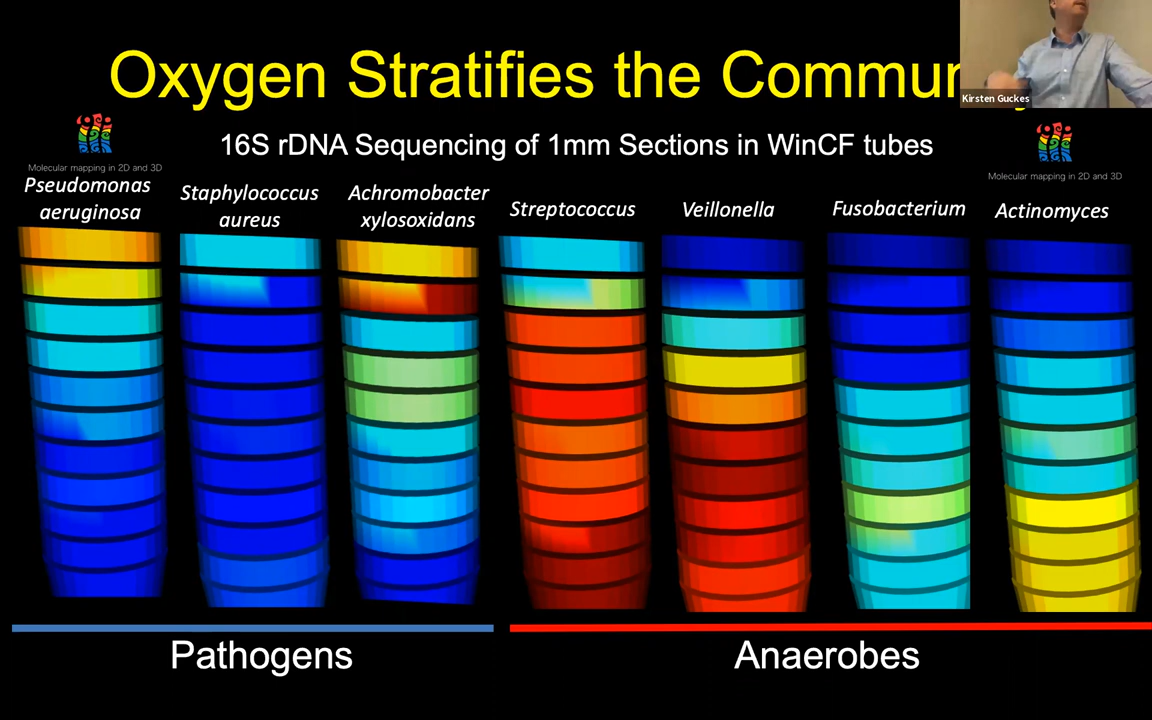 Oxygen Stratifies the Commun
Kirsten Guckes
16S rDNA Sequencing of 1mm Sections in WinCF tubes
Molecular mapping in 2D and 3D
Molecular mapping in 2D and 3D
Pseudomonas
aeruginosa
Staphylococcus
aureus
Achromobacter
xylosoxidans
Streptococcus
Veillonella
Fusobacterium
Actinomyces
Pathogens
Anaerobes